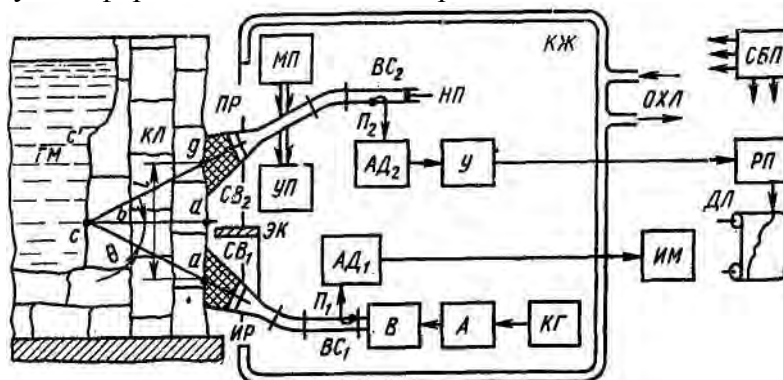 КЖ
МП
ВС₂
НП
ПР
П₂
ОХЛ
СБП
с'
КЛ
ГМ
g
l
УП
АД₂
У
РП
СВ₂
b
d
c
ЭК
ДЛ
СВ₁
АД₁
ИМ
θ
a
П₁
ИР
ВС₁
В
А
КГ